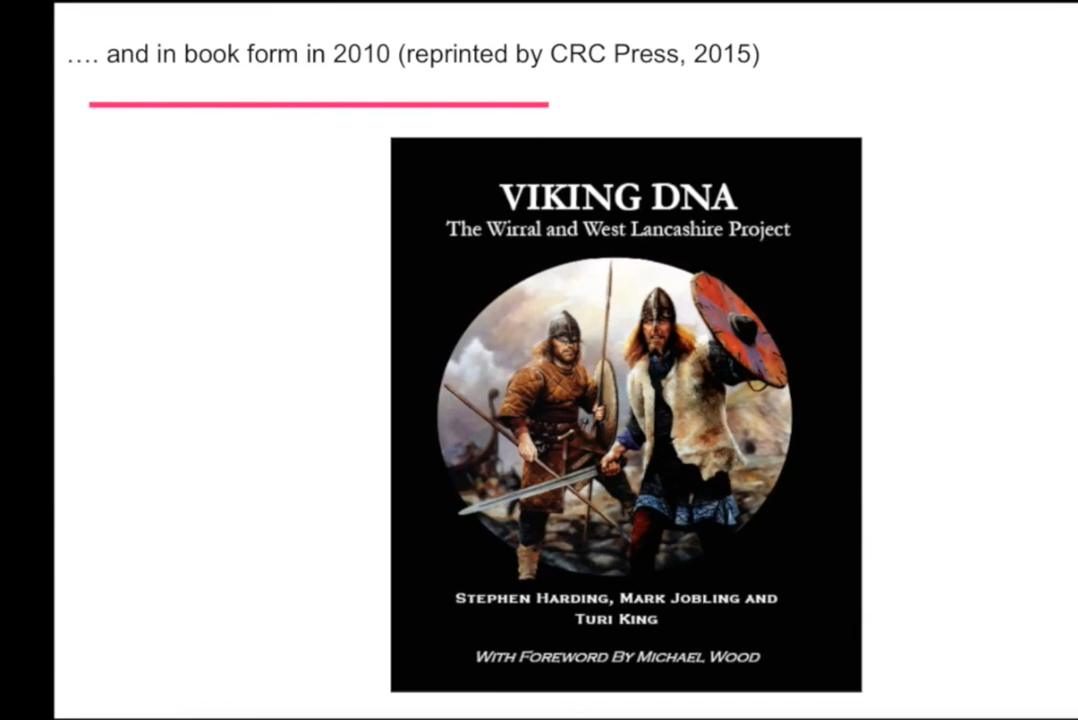 .... and in book form in 2010 (reprinted by CRC Press, 2015)
VIKING DNA
The Wirral and West Lancashire Project
STEPHEN HARDING, MARK JOBLING AND
TURI KING
WITH FOREWORD BY MICHAEL WOOD